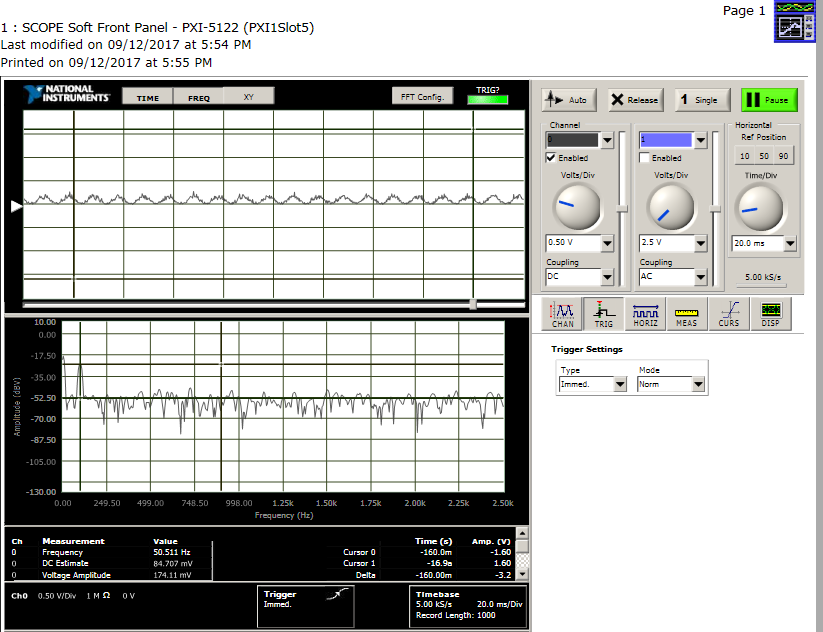 Page 1
1 : SCOPE Soft Front Panel - PXI-5122 (PXI1Slot5)
Last modified on 09/12/2017 at 5:54 PM
Printed on 09/12/2017 at 5:55 PM
NATIONAL INSTRUMENTS
TIME FREQ XY
FFT Config.
TRIG?
Auto Release 1 Single Pause
Channel
0
Enabled
Volts/Div
0.50 V
Coupling
DC
1
Enabled
Volts/Div
2.5 V
Coupling
AC
Horizontal
Ref Position
10 50 90
Time/Div
20.0 ms
5.00 kS/s
CHAN TRIG HORIZ MEAS CURS DISP
Trigger Settings
Type Mode
Immed. Norm
10.00
0.00
-17.50
-35.00
-52.50
-70.00
-87.50
-105.00
-130.00
Amplitude (dBV)
0.00 249.50 499.00 748.50 998.00 1.25k 1.50k 1.75k 2.00k 2.25k 2.50k
Frequency (Hz)
Ch Measurement Value
0 Frequency 50.511 Hz
0 DC Estimate 84.707 mV
0 Voltage Amplitude 174.11 mV
Time (s) Amp. (V)
Cursor 0 -160.0m -1.60
Cursor 1 -16.9a 1.60
Delta -160.00m -3.2
Ch0 0.50 V/Div 1 M Ω 0 V
Trigger
Immed.
Timebase
5.00 kS/s 20.0 ms/Div
Record Length: 1000